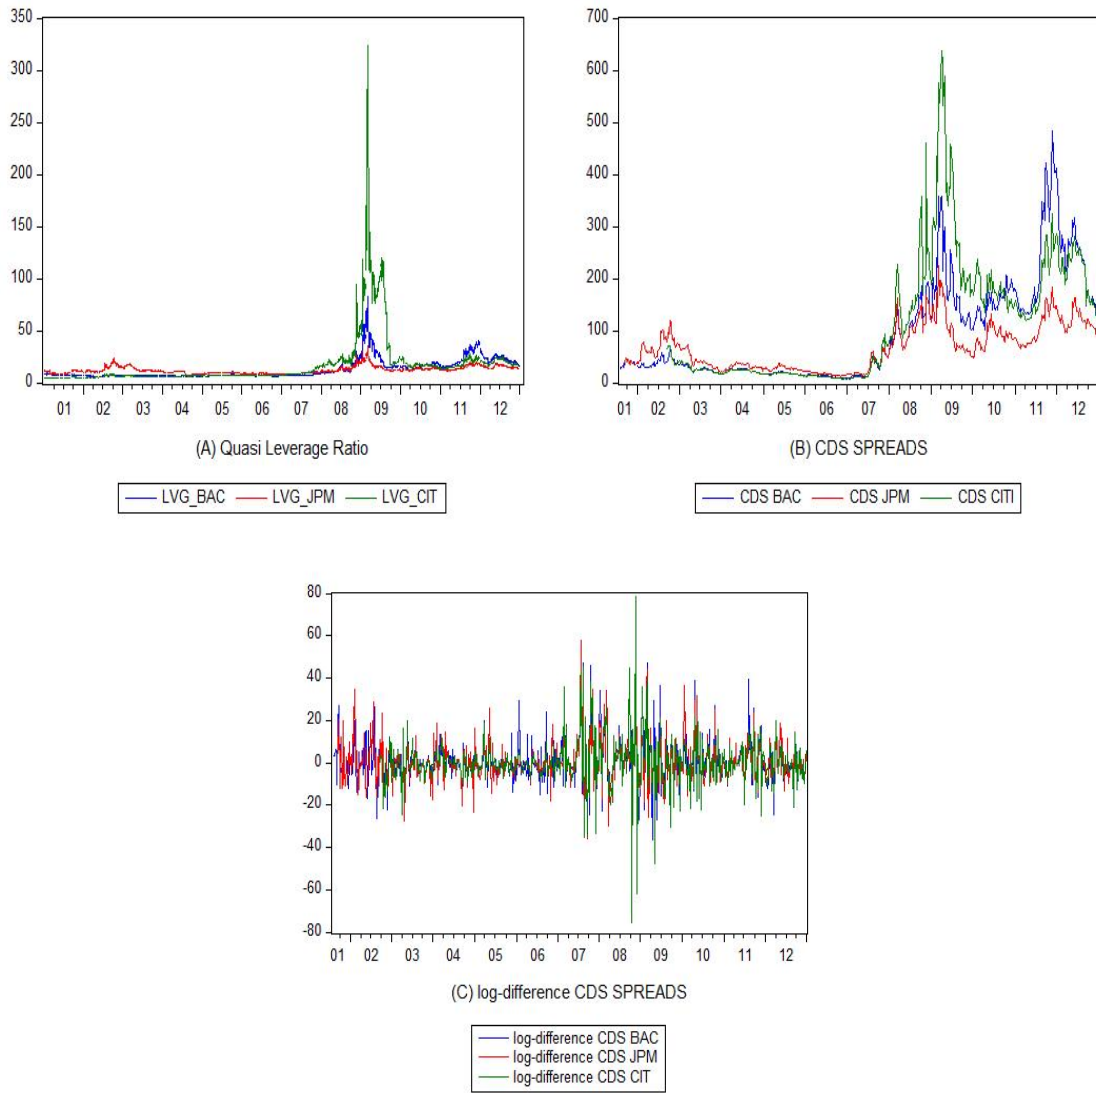 350
300
250
200
150
100
50
0
01 02 03 04 05 06 07 08 09 10 11 12
(A) Quasi Leverage Ratio
LVG_BAC LVG_JPM LVG_CIT
700
600
500
400
300
200
100
0
01 02 03 04 05 06 07 08 09 10 11 12
(B) CDS SPREADS
CDS BAC CDS JPM CDS CITI
80
60
40
20
0
-20
-40
-60
-80
01 02 03 04 05 06 07 08 09 10 11 12
(C) log-difference CDS SPREADS
log-difference CDS BAC
log-difference CDS JPM
log-difference CDS CIT